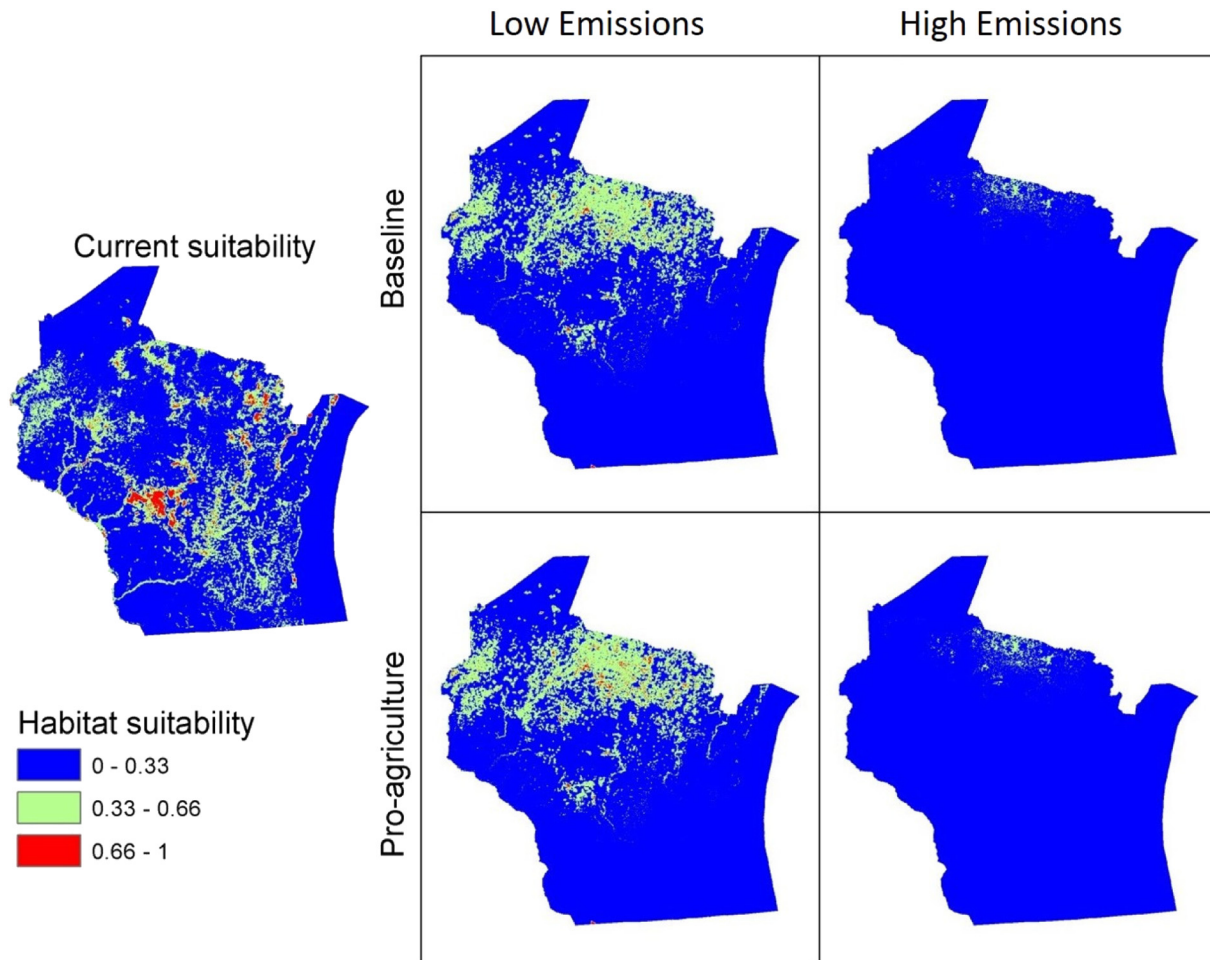 Low Emissions
High Emissions
Baseline
Current suitability
Pro-agriculture
Habitat suitability
0 - 0.33
0.33 - 0.66
0.66 - 1